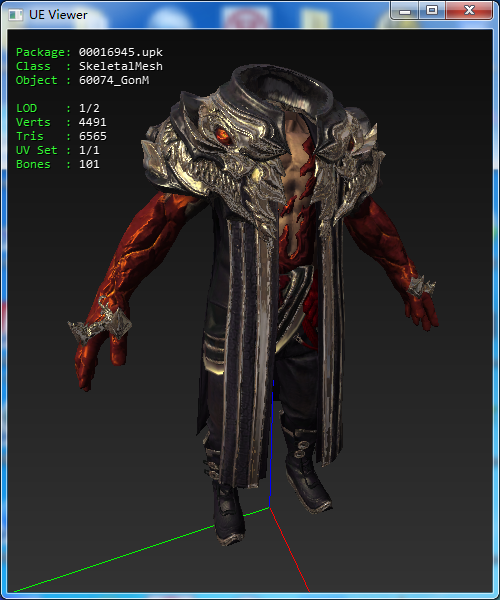 UE Viewer
Package: 00016945.upk
Class : SkeletalMesh
Object : 60074_GonM
LOD : 1/2
Verts : 4491
Tris : 6565
UV Set : 1/1
Bones : 101